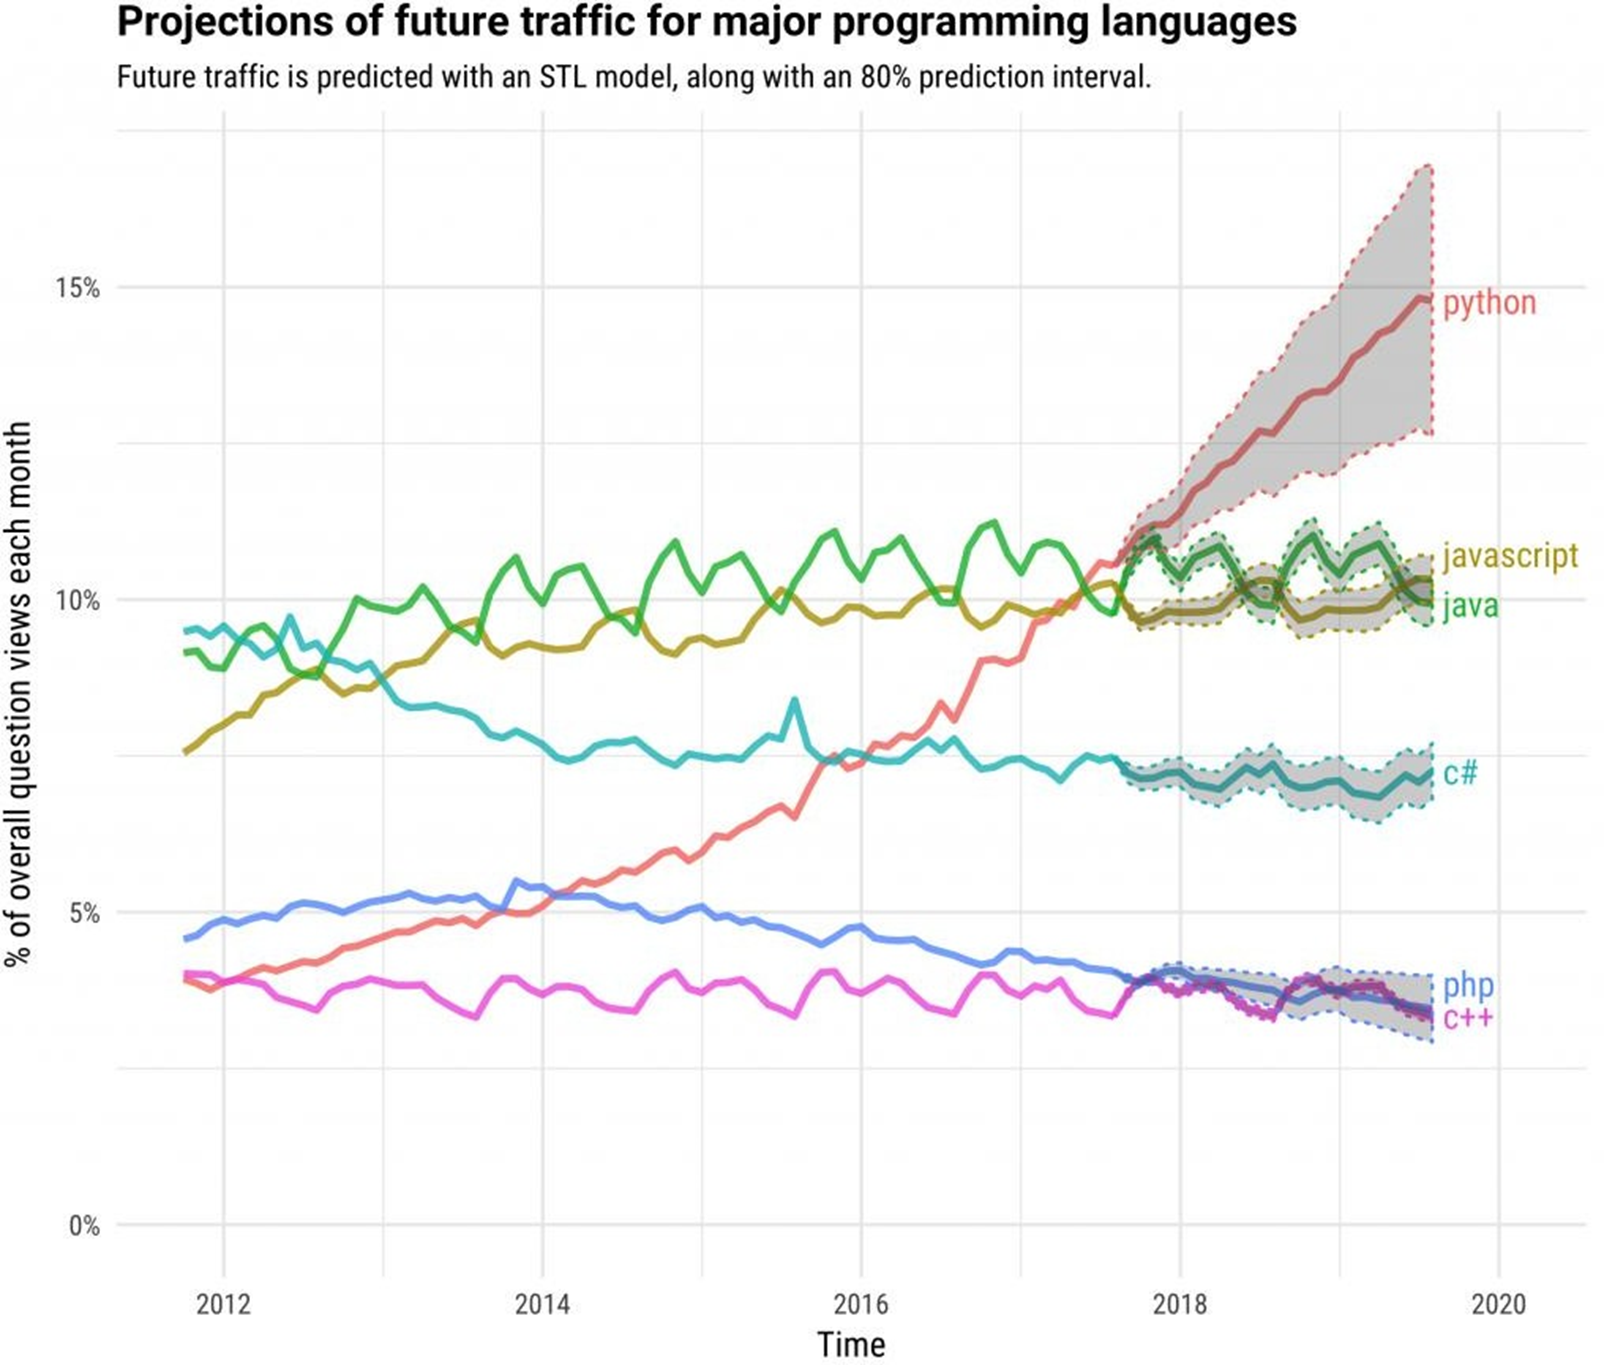 Projections of future traffic for major programming languages
Future traffic is predicted with an STL model, along with an 80% prediction interval.
% of overall question views each month
15%
10%
5%
0%
python
javascript
java
c#
php
c++
2012
2014
2016
2018
2020
Time